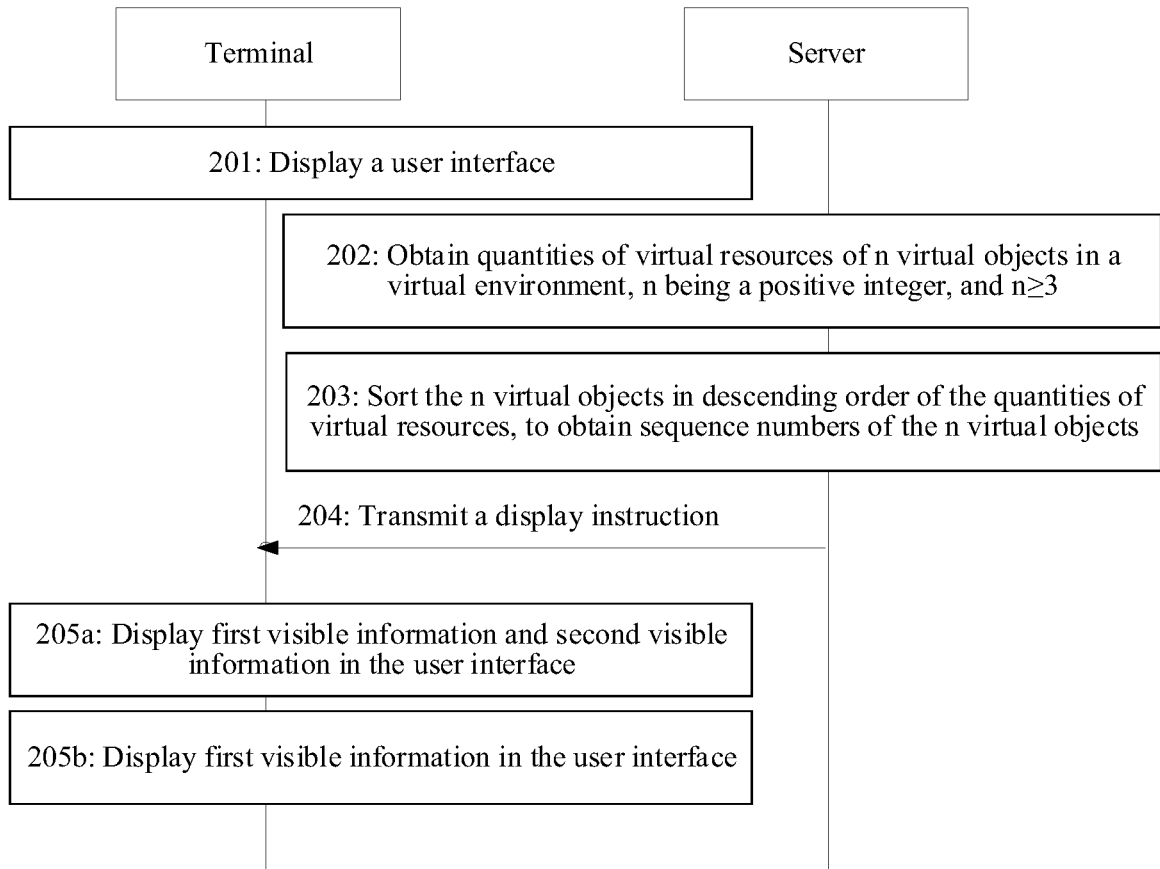 Terminal
Server
201: Display a user interface
202: Obtain quantities of virtual resources of n virtual objects in a
virtual environment, n being a positive integer, and n≥3
203: Sort the n virtual objects in descending order of the quantities of
virtual resources, to obtain sequence numbers of the n virtual objects
204: Transmit a display instruction
205a: Display first visible information and second visible
information in the user interface
205b: Display first visible information in the user interface